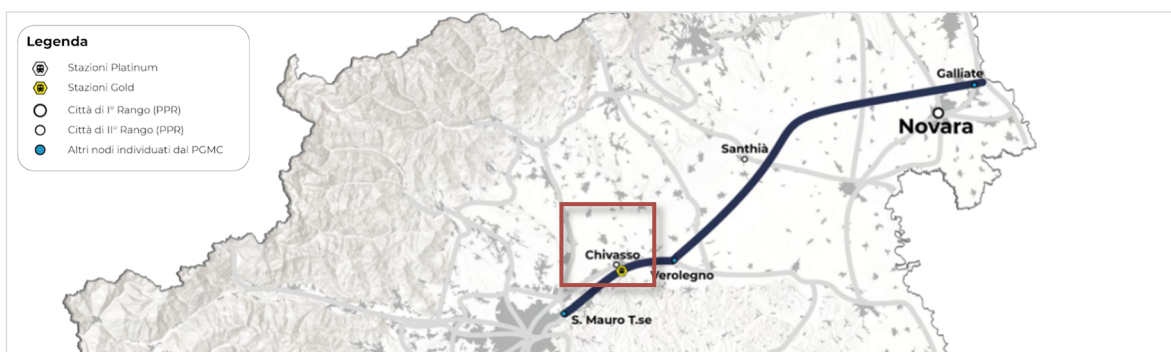 Legenda
Stazioni Platinum
Stazioni Gold
Città di I° Rango (PPR)
Città di II° Rango (PPR)
Altri nodi individuati dal PGMC
Galliate
Novara
Santhià
Chivasso
Verolegno
S. Mauro T.se